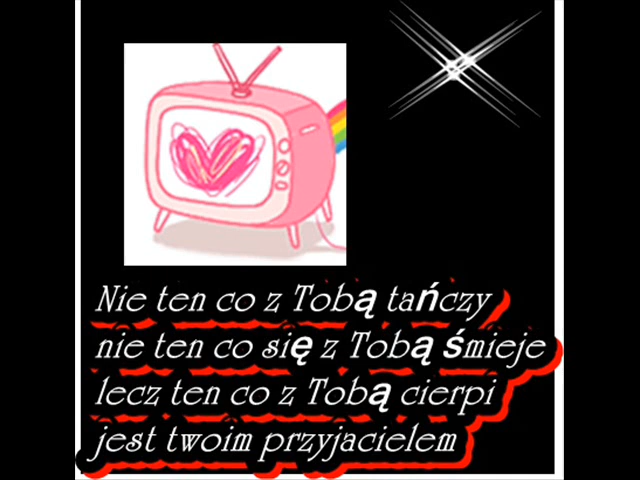 Nie ten co z Tobą tańczy
nie ten co się z Tobą śmieje
lecz ten co z Tobą cierpi
jest twoim przyjacielem